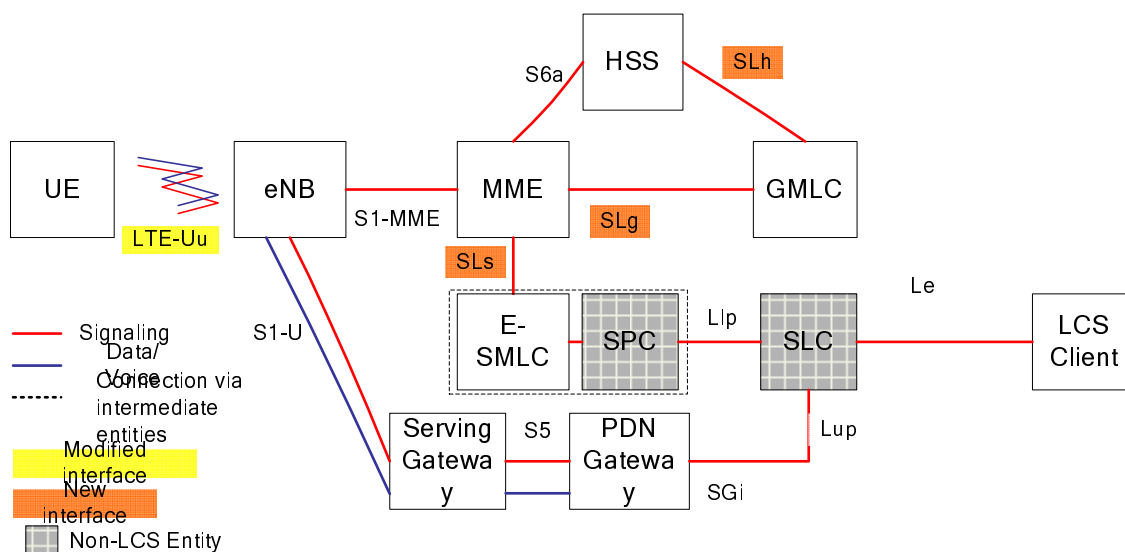 HSS
S6a
SLh
UE
eNB
MME
GMLC
S1-MME
SLg
LTE-Uu
SLs
Le
E-
SMLC
SPC
Llp
SLC
LCS
Client
S1-U
Signaling
Data/
Voice
Connection via
intermediate
entities
Serving
Gatewa
y
S5
PDN
Gatewa
y
Lup
SGi
Modified
interface
New
interface
Non-LCS Entity